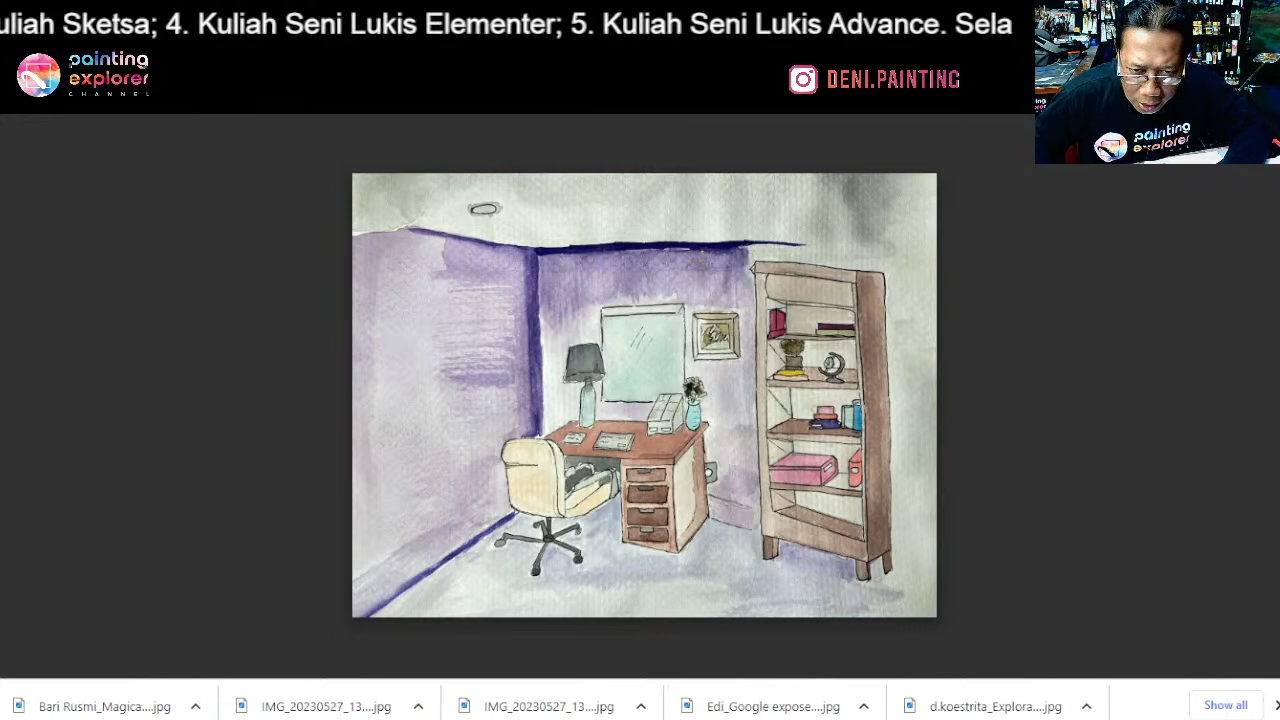 uliah Sketsa; 4. Kuliah Seni Lukis Elementer; 5. Kuliah Seni Lukis Advance. Sela
painting
explorer
CHANNEL
DENI.PAINTING
painting
explorer
Bari Rusmi_Magica....jpg
IMG_20230527_13....jpg
IMG_20230527_13....jpg
Edi_Google expose....jpg
d.koestrita_Explora....jpg
Show all